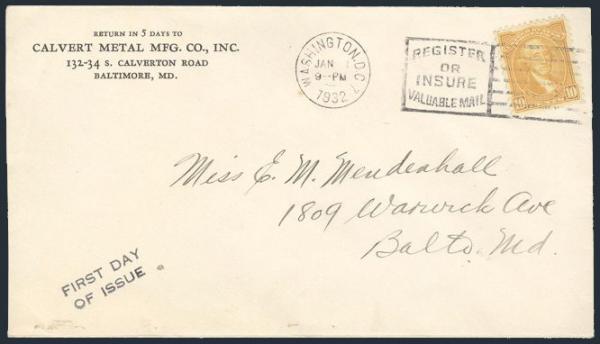 RETURN IN 5 DAYS TO
CALVERT METAL MFG. CO., INC.
132-34 S. CALVERTON ROAD
BALTIMORE, MD.
WASHINGTON, D.C. 7
JAN 1
9-PM
1932
REGISTER
OR
INSURE
VALUABLE MAIL
10 10
Miss E. M. Mendenhall
1809 Warwick Ave
Balto. Md.
FIRST DAY
OF ISSUE